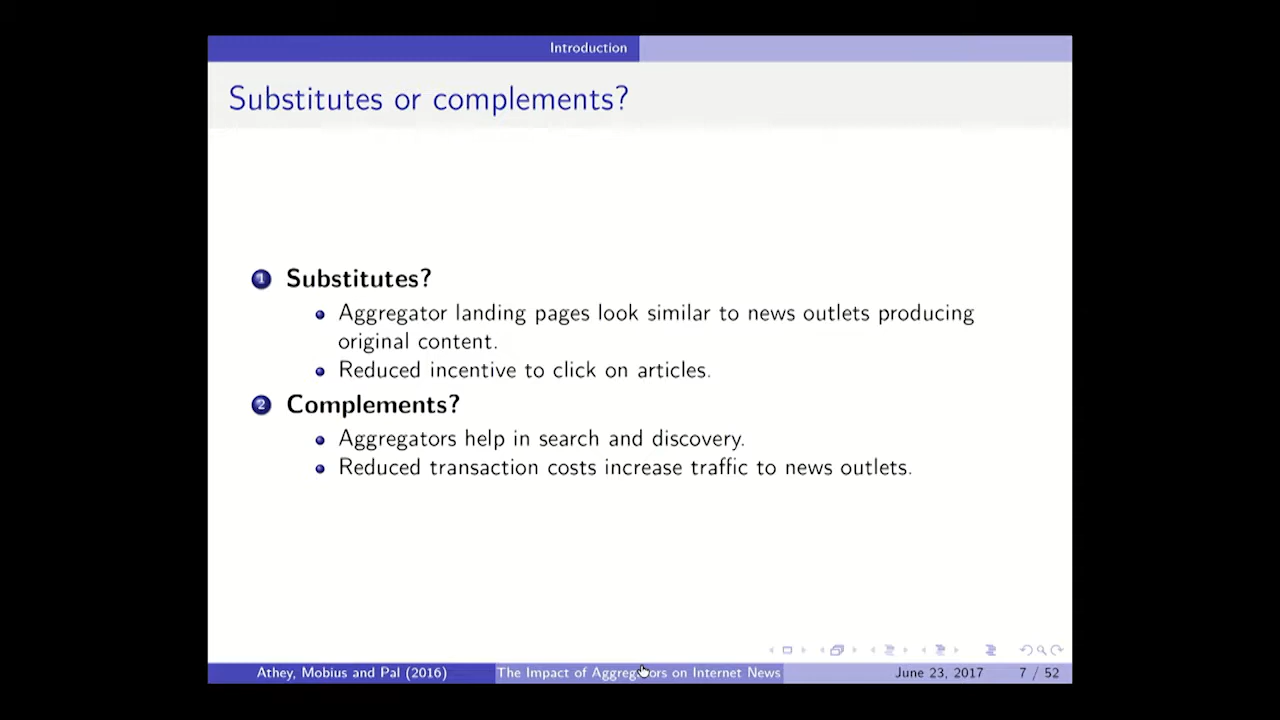 Introduction
Substitutes or complements?
1 Substitutes?
Aggregator landing pages look similar to news outlets producing
original content.
Reduced incentive to click on articles.
2 Complements?
Aggregators help in search and discovery.
Reduced transaction costs increase traffic to news outlets.
Athey, Mobius and Pal (2016) The Impact of Aggregators on Internet News June 23, 2017 7 / 52